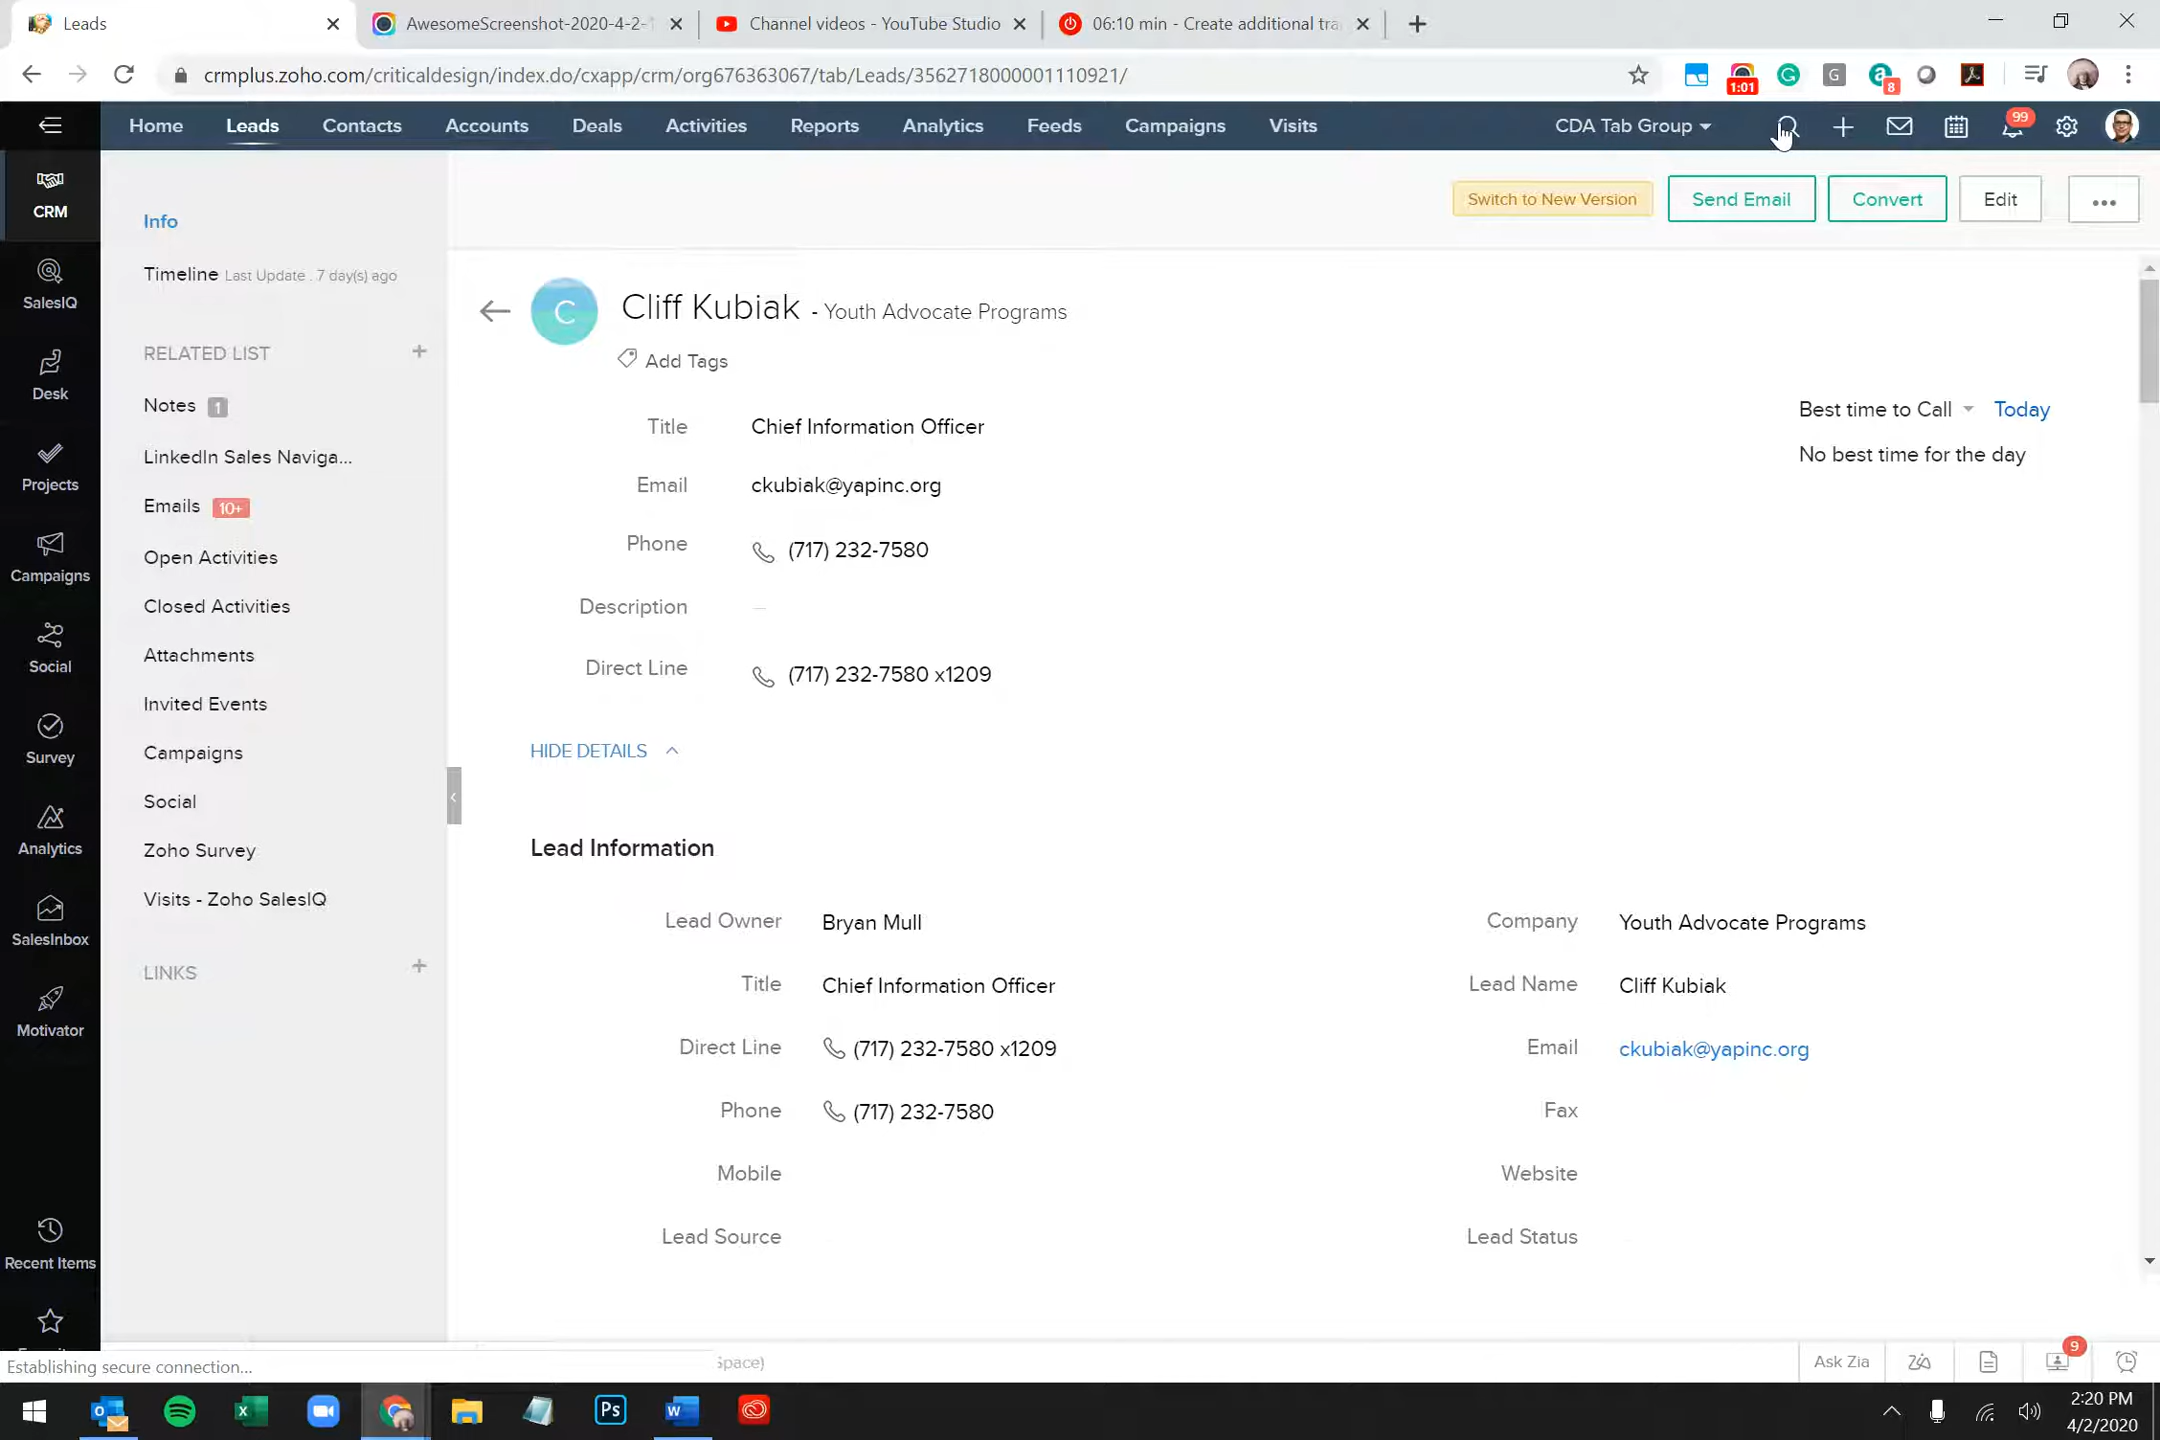 Leads
AwesomeScreenshot-2020-4-2-1
Channel videos - YouTube Studio
06:10 min - Create additional tra
crmplus.zoho.com/criticaldesign/index.do/cxapp/crm/org676363067/tab/Leads/3562718000001110921/
1:01
G
8
Home
Leads
Contacts
Accounts
Deals
Activities
Reports
Analytics
Feeds
Campaigns
Visits
CDA Tab Group
99
CRM
SalesIQ
Desk
Projects
Campaigns
Social
Survey
Analytics
SalesInbox
Motivator
Recent Items
Info
Timeline Last Update . 7 day(s) ago
RELATED LIST
Notes 1
LinkedIn Sales Naviga...
Emails 10+
Open Activities
Closed Activities
Attachments
Invited Events
Campaigns
Social
Zoho Survey
Visits - Zoho SalesIQ
LINKS
Switch to New Version
Send Email
Convert
Edit
C
Cliff Kubiak - Youth Advocate Programs
Add Tags
Title Chief Information Officer
Email ckubiak@yapinc.org
Phone (717) 232-7580
Description –
Direct Line (717) 232-7580 x1209
Best time to Call Today
No best time for the day
HIDE DETAILS
Lead Information
Lead Owner Bryan Mull
Company Youth Advocate Programs
Title Chief Information Officer
Lead Name Cliff Kubiak
Direct Line (717) 232-7580 x1209
Email ckubiak@yapinc.org
Phone (717) 232-7580
Fax
Mobile
Website
Lead Source
Lead Status
Establishing secure connection...
Space)
Ask Zia
9
Ps
2:20 PM
4/2/2020